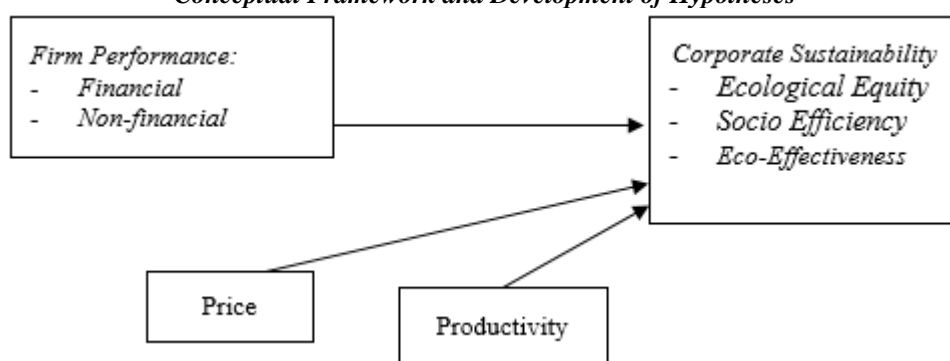 Conceptual Framework and Development of Hypotheses
Firm Performance:
- Financial
- Non-financial
Corporate Sustainability
- Ecological Equity
- Socio Efficiency
- Eco-Effectiveness
Price
Productivity